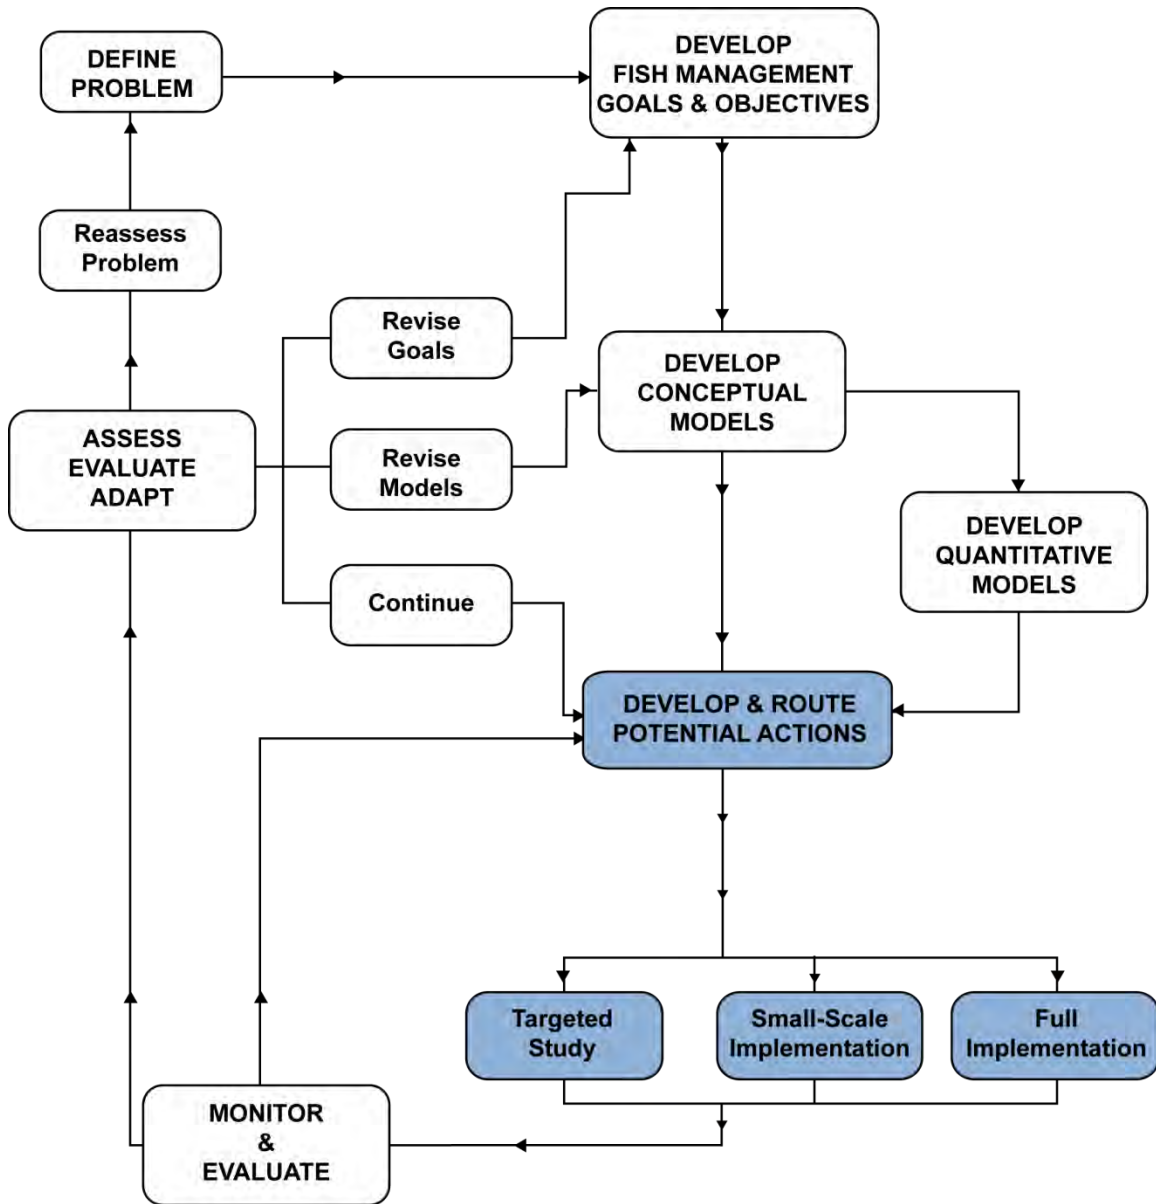 DEFINE
PROBLEM
DEVELOP
FISH MANAGEMENT
GOALS & OBJECTIVES
Reassess
Problem
Revise
Goals
DEVELOP
CONCEPTUAL
MODELS
ASSESS
EVALUATE
ADAPT
Revise
Models
DEVELOP
QUANTITATIVE
MODELS
Continue
DEVELOP & ROUTE
POTENTIAL ACTIONS
Targeted
Study
Small-Scale
Implementation
Full
Implementation
MONITOR
&
EVALUATE